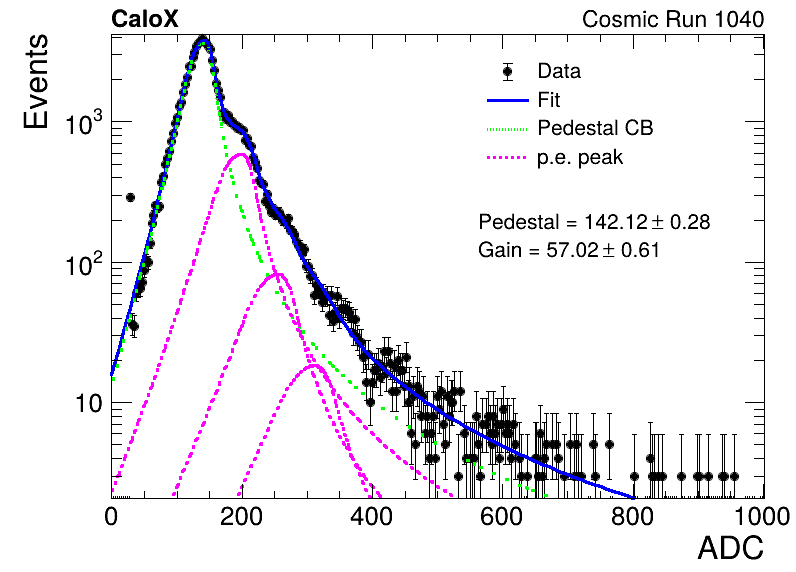 CaloX Cosmic Run 1040
Events
Data
Fit
Pedestal CB
p.e. peak
Pedestal = 142.12 ± 0.28
Gain = 57.02 ± 0.61
10³
10²
10
0 200 400 600 800 1000
ADC